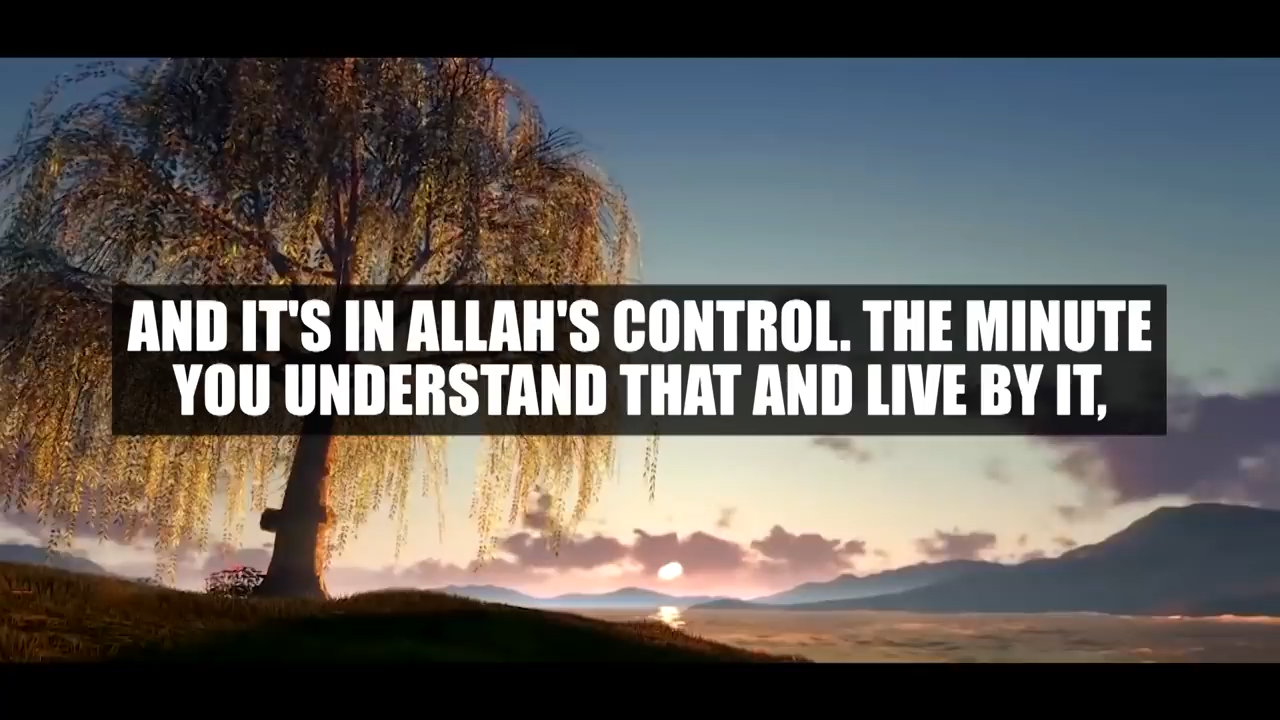 AND IT'S IN ALLAH'S CONTROL. THE MINUTE
YOU UNDERSTAND THAT AND LIVE BY IT,